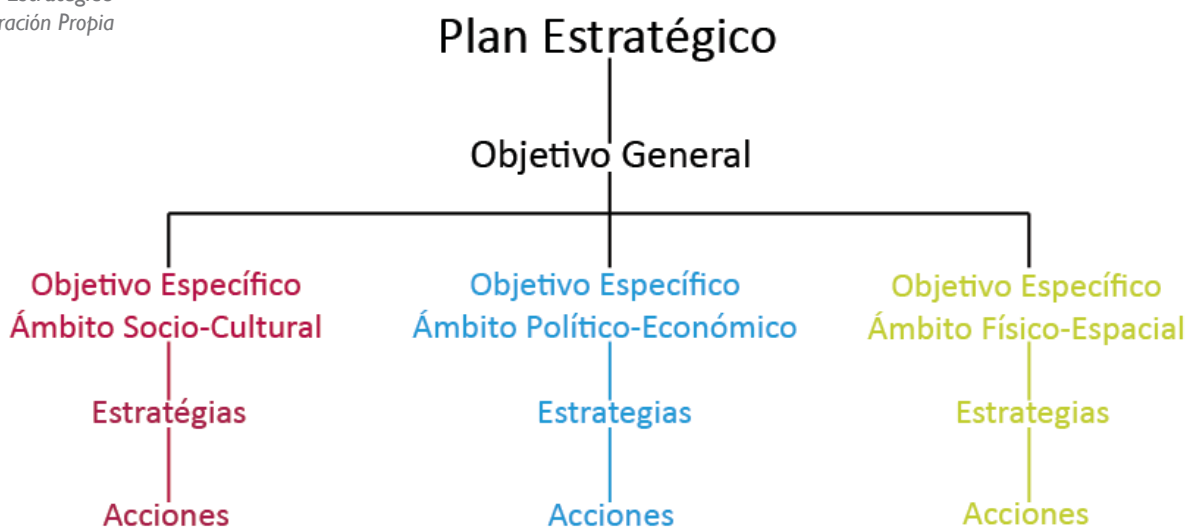 Propia
Plan Estratégico
Objetivo General
Objetivo Específico
Ámbito Socio-Cultural
Estratégias
Acciones
Objetivo Específico
Ámbito Político-Económico
Estrategias
Acciones
Objetivo Específico
Ámbito Físico-Espacial
Estrategias
Acciones